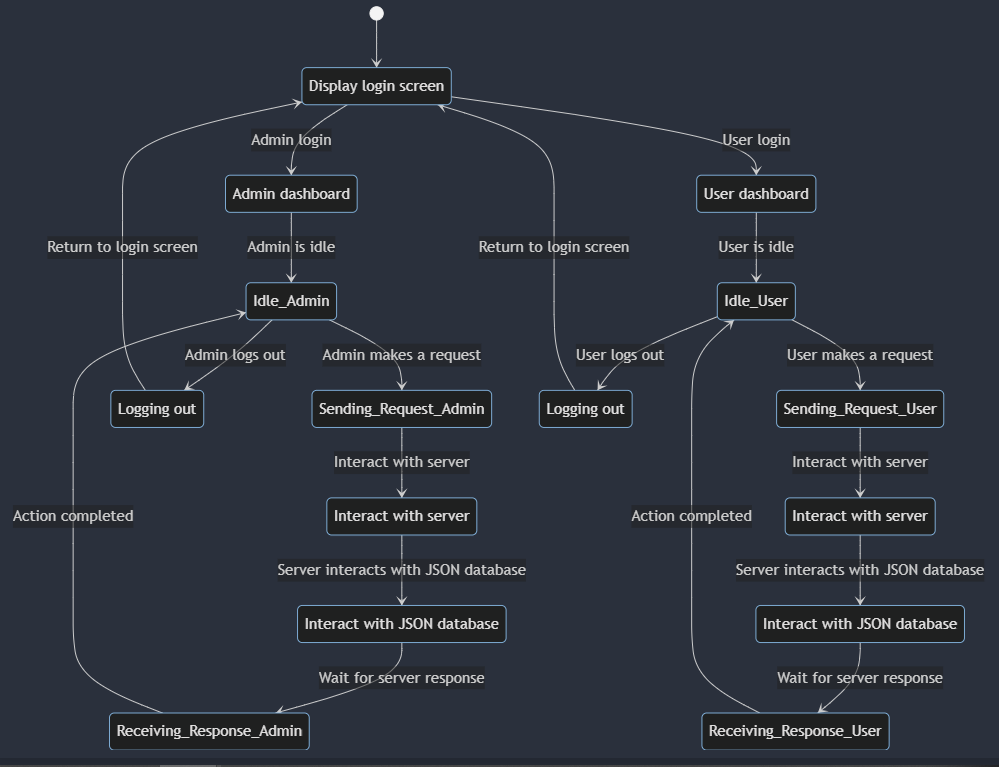 Display login screen
Admin login
User login
Admin dashboard
User dashboard
Return to login screen
Admin is idle
Return to login screen
User is idle
Idle_Admin
Idle_User
Admin logs out
Admin makes a request
User logs out
User makes a request
Logging out
Sending_Request_Admin
Logging out
Sending_Request_User
Interact with server
Interact with server
Action completed
Interact with server
Action completed
Interact with server
Server interacts with JSON database
Server interacts with JSON database
Interact with JSON database
Interact with JSON database
Wait for server response
Wait for server response
Receiving_Response_Admin
Receiving_Response_User